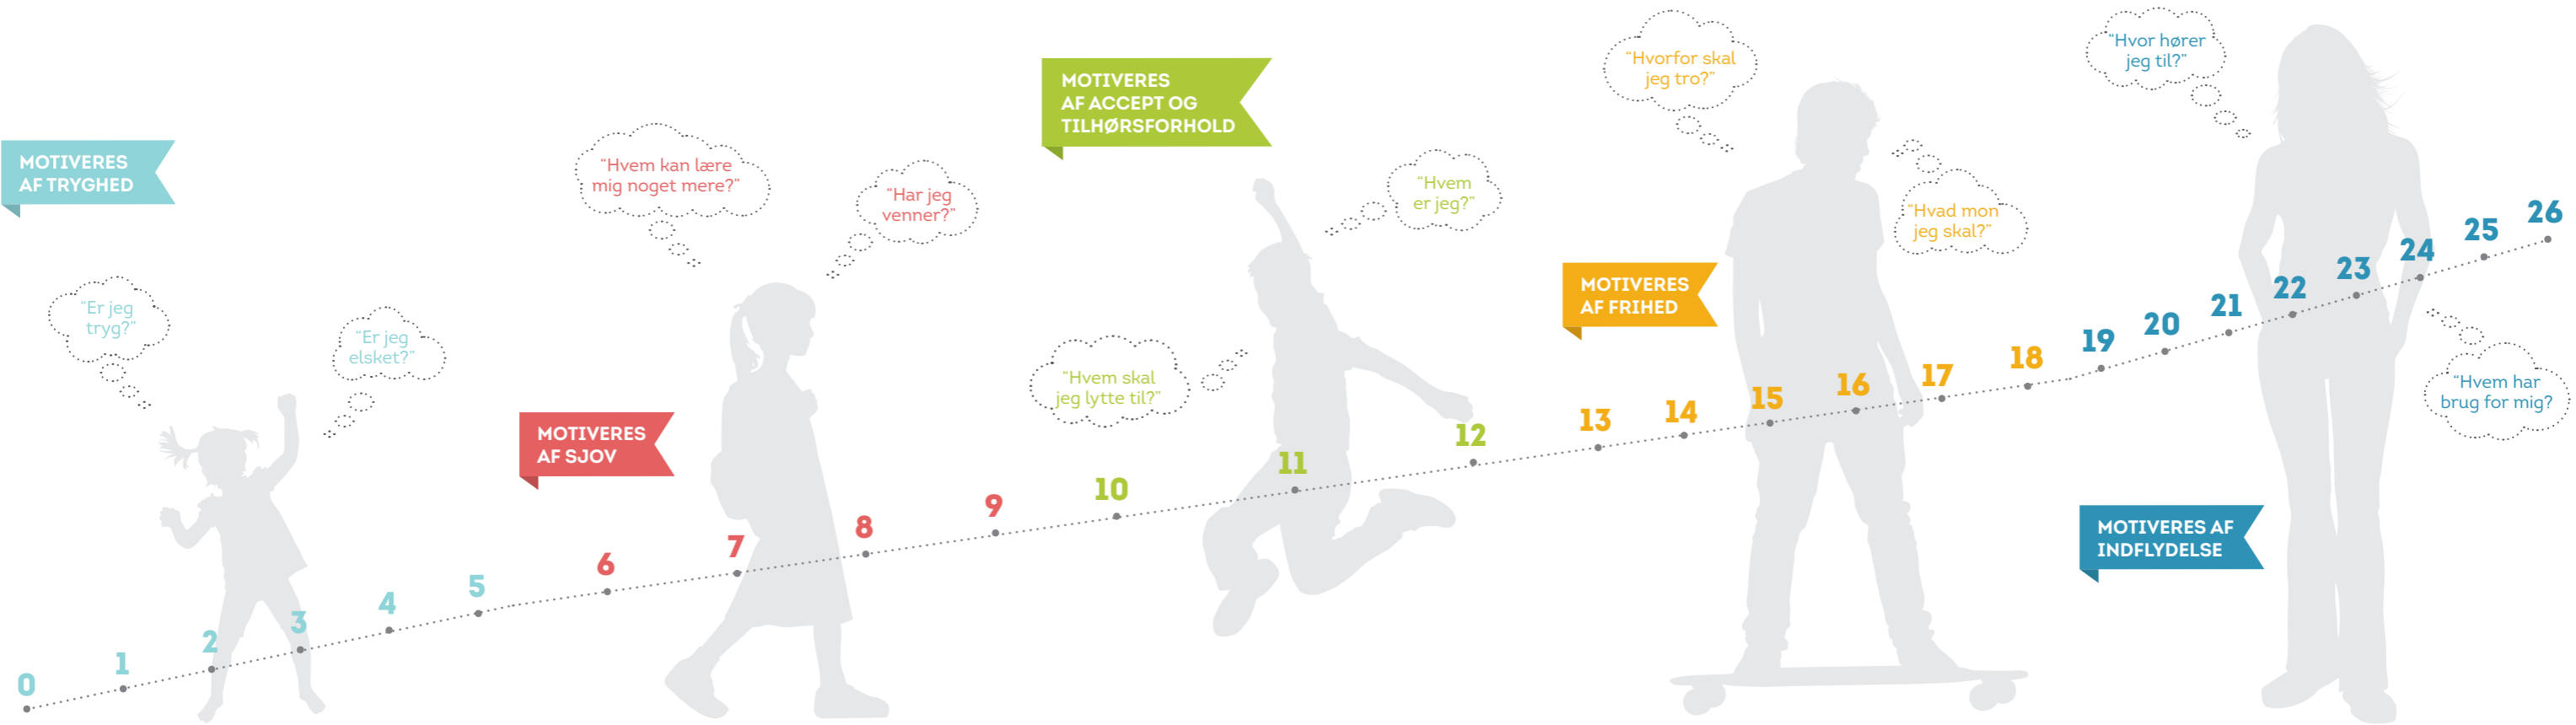 MOTIVERES
AF TRYGHED
“Er jeg
tryg?”
“Er jeg
elsket?”
0
1
2
3
4
5
MOTIVERES
AF SJOV
“Hvem kan lære
mig noget mere?”
“Har jeg
venner?”
6
7
8
9
MOTIVERES
AF ACCEPT OG
TILHØRSFORHOLD
“Hvem
er jeg?”
“Hvem skal
jeg lytte til?”
10
11
12
MOTIVERES
AF FRIHED
“Hvorfor skal
jeg tro?”
“Hvad mon
jeg skal?”
13
14
15
16
17
18
MOTIVERES AF
INDFLYDELSE
“Hvor hører
jeg til?”
“Hvem har
brug for mig?
19
20
21
22
23
24
25
26